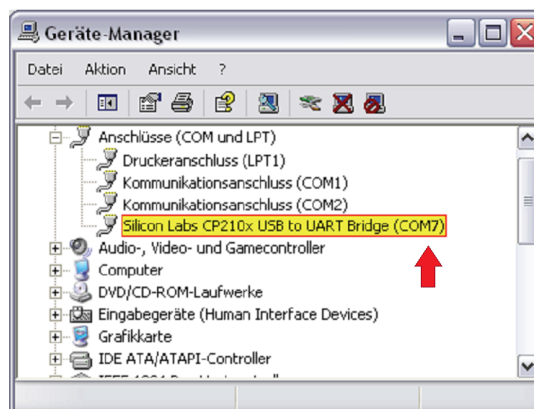 Geräte-Manager
Datei Aktion Ansicht ?
Anschlüsse (COM und LPT)
Druckeranschluss (LPT1)
Kommunikationsanschluss (COM1)
Kommunikationsanschluss (COM2)
Silicon Labs CP210x USB to UART Bridge (COM7)
Audio-, Video- und Gamecontroller
Computer
DVD/CD-ROM-Laufwerke
Eingabegeräte (Human Interface Devices)
Grafikkarte
IDE ATA/ATAPI-Controller